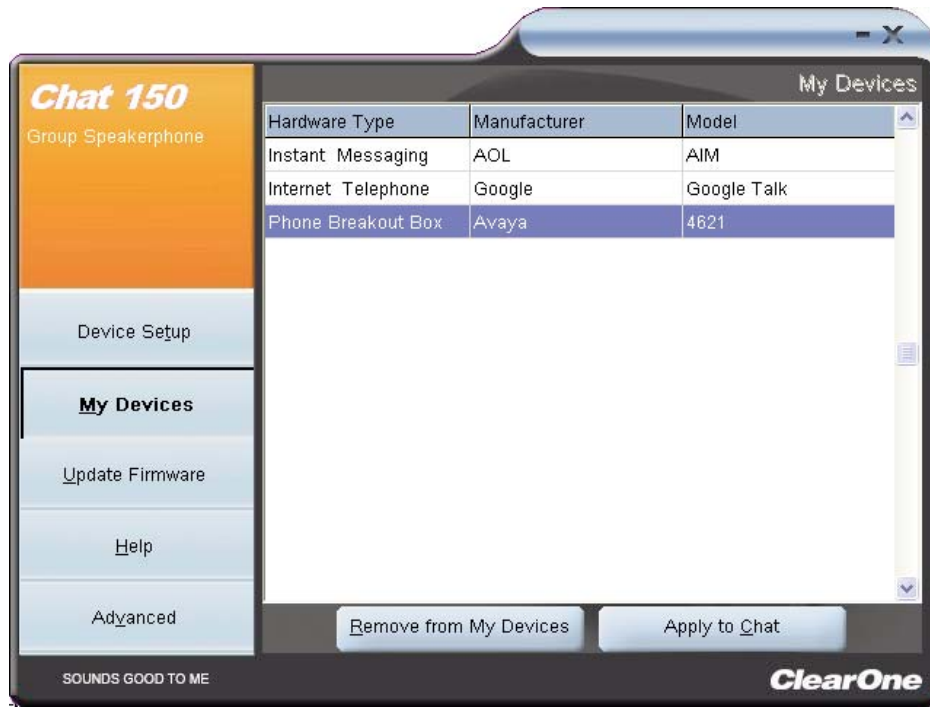 My Devices
Chat 150
Group Speakerphone
Hardware Type Manufacturer Model
Instant Messaging AOL AIM
Internet Telephone Google Google Talk
Phone Breakout Box Avaya 4621
Device Setup
My Devices
Update Firmware
Help
Advanced
Remove from My Devices Apply to Chat
SOUNDS GOOD TO ME ClearOne